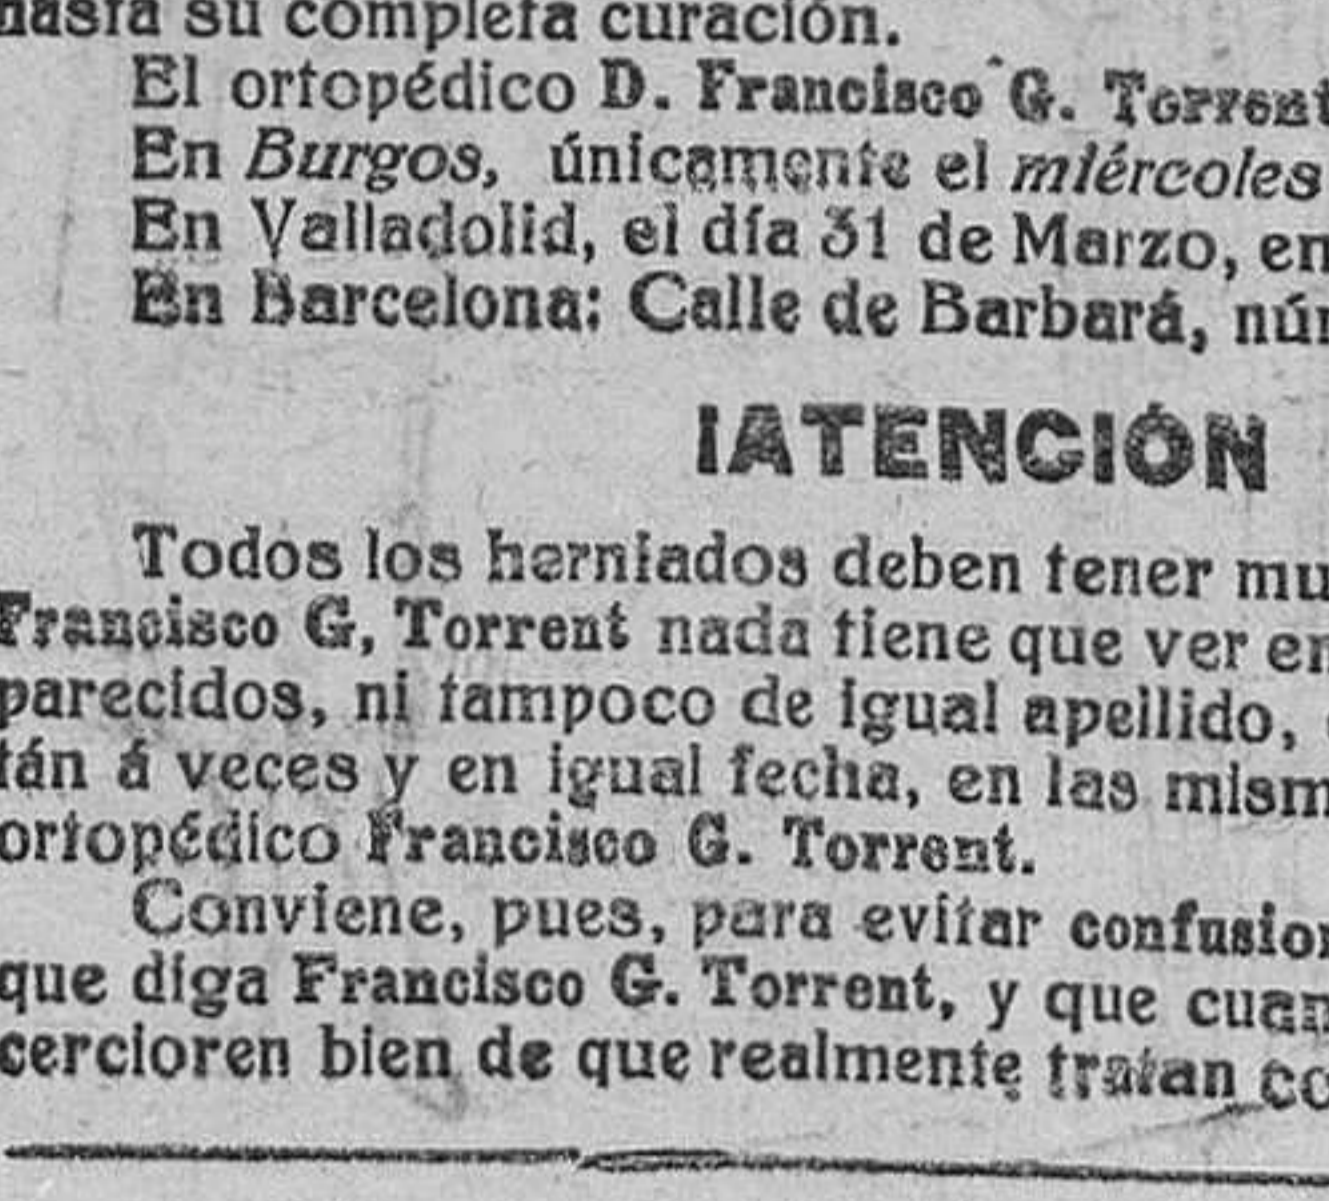 hasta su completa curación.
El ortopédico D. Francisco G. Torrent
En Burgos, únicamente el miércoles
En Valladolid, el día 31 de Marzo, en
En Barcelona: Calle de Barbará, núm
¡ATENCIÓN
Todos los herniados deben tener mu
Francisco G, Torrent nada tiene que ver en
parecidos, ni tampoco de igual apellido,
tán á veces y en igual fecha, en las mism
ortopédico Francisco G. Torrent.
Conviene, pues, para evitar confusion
que diga Francisco G. Torrent, y que cuan
cercioren bien de que realmente tratan co